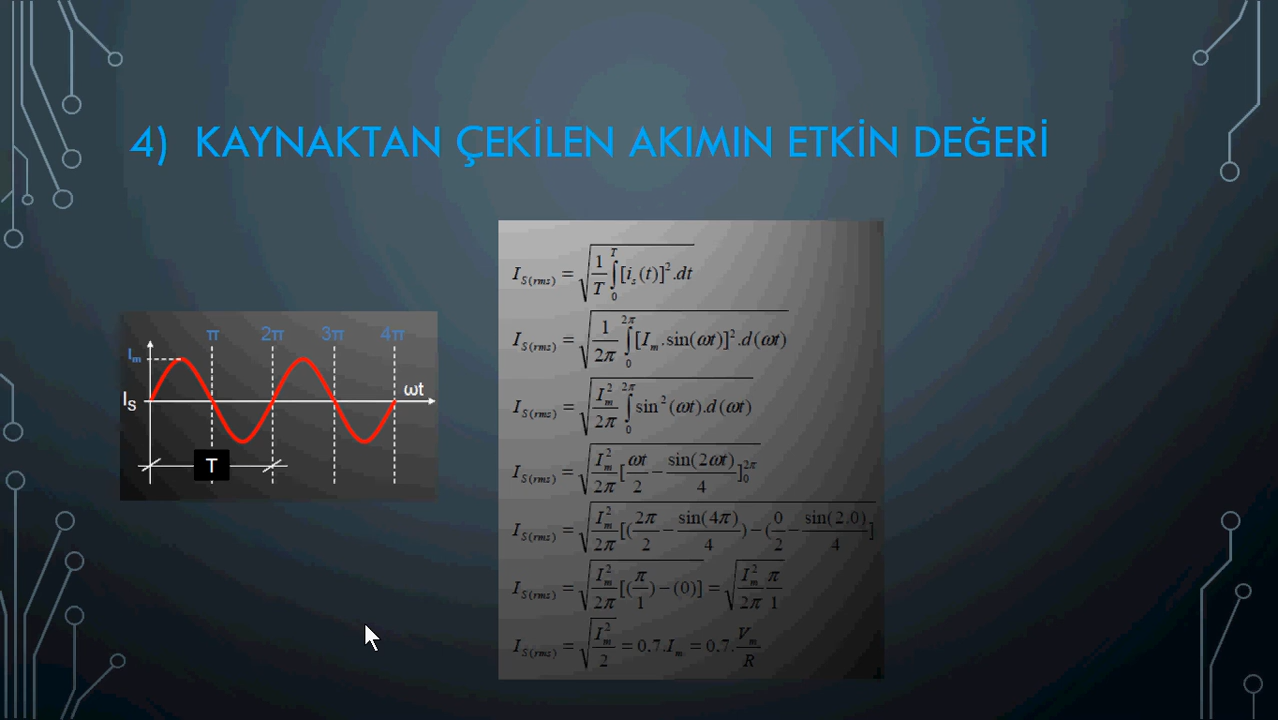 4) KAYNAKTAN ÇEKİLEN AKIMIN ETKİN DEĞERİ
π 2π 3π 4π
Im
IS
ωt
T
I_S(rms) = √(1/T ∫₀ᵀ [i_s(t)]².dt)
I_S(rms) = √(1/2π ∫₀^2π [I_m.sin(ωt)]².d(ωt))
I_S(rms) = √(I_m²/2π ∫₀^2π sin²(ωt).d(ωt))
I_S(rms) = √(I_m²/2π [ωt/2 − sin(2ωt)/4]₀^2π)
I_S(rms) = √(I_m²/2π [(2π/2 − sin(4π)/4) − (0/2 − sin(2.0)/4])
I_S(rms) = √(I_m²/2π [(π/1) − (0)]) = √(I_m²/2π π/1)
I_S(rms) = √(I_m²/2) = 0.7.I_m = 0.7.V_m/R